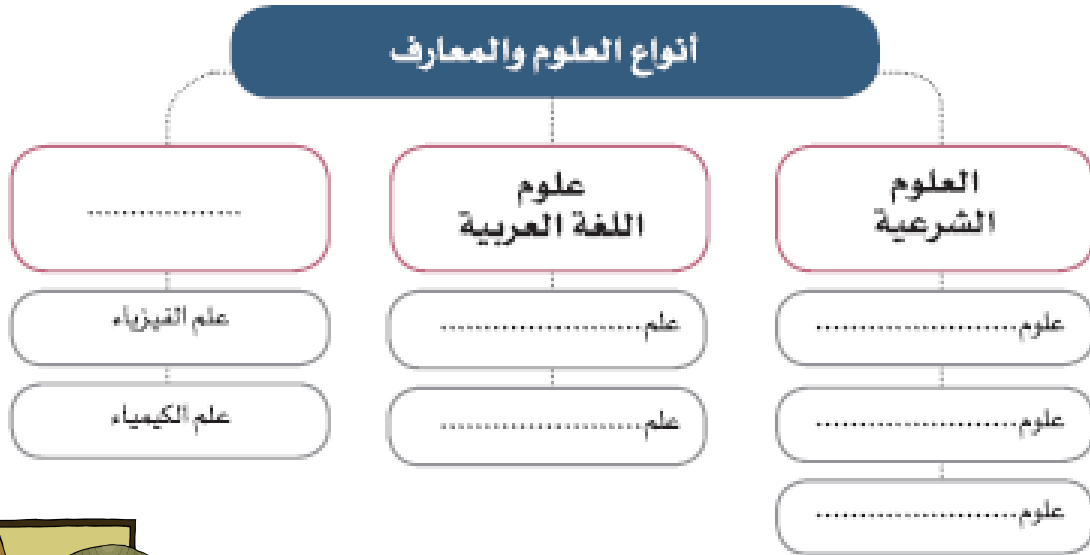 أنواع العلوم والمعارف
العلوم
الشرعية
علوم.......................
علوم.......................
علوم.......................
علوم
اللغة العربية
علم.......................
علم.......................
..................
علم الفيزياء
علم الكيمياء